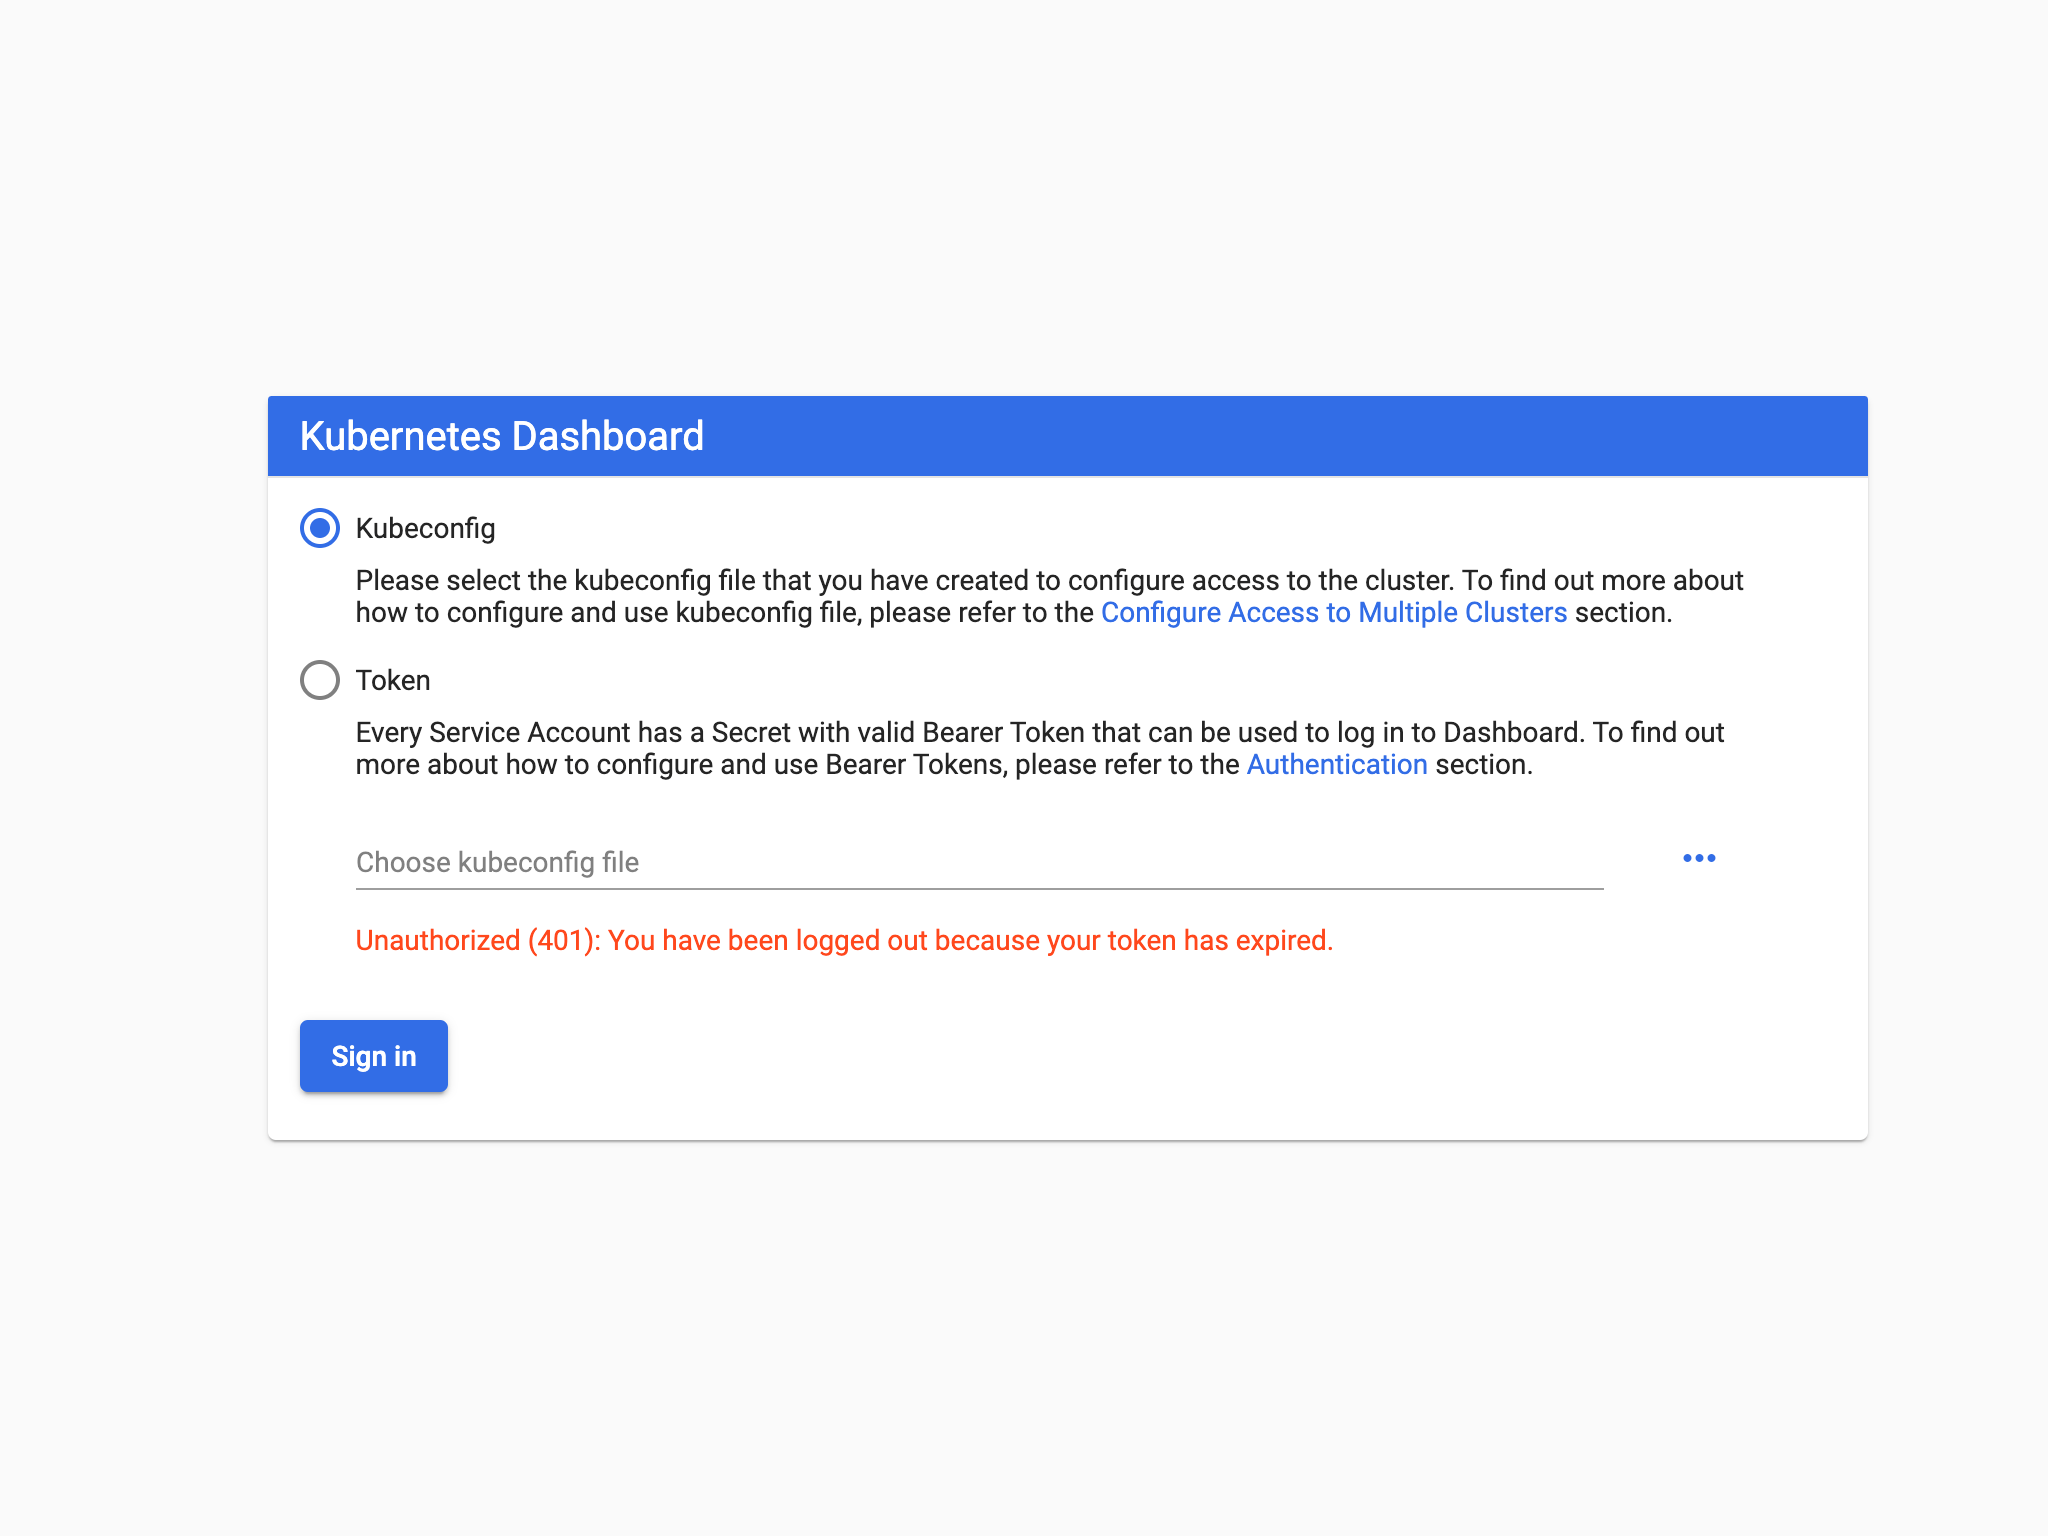 Kubernetes Dashboard
Kubeconfig
Please select the kubeconfig file that you have created to configure access to the cluster. To find out more about
how to configure and use kubeconfig file, please refer to the Configure Access to Multiple Clusters section.
Token
Every Service Account has a Secret with valid Bearer Token that can be used to log in to Dashboard. To find out
more about how to configure and use Bearer Tokens, please refer to the Authentication section.
Choose kubeconfig file
Unauthorized (401): You have been logged out because your token has expired.
Sign in